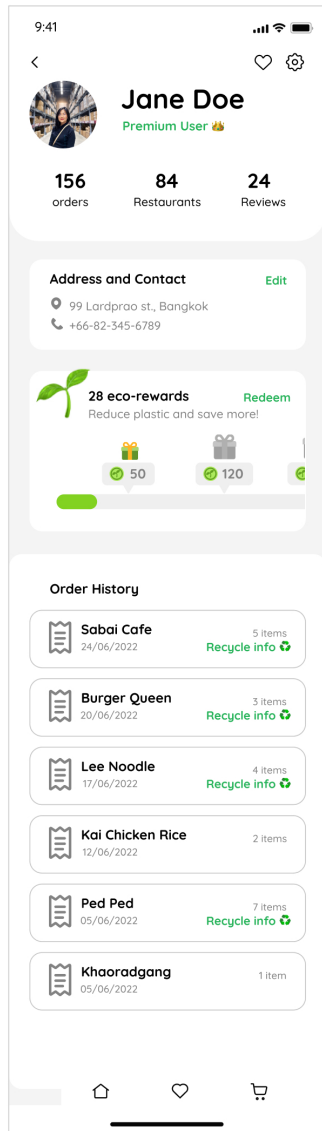 9:41
Jane Doe
Premium User
156
orders
84
Restaurants
24
Reviews
Address and Contact
Edit
99 Lardprao st., Bangkok
+66-82-345-6789
28 eco-rewards
Redeem
Reduce plastic and save more!
50
120
Order History
Sabai Cafe
24/06/2022
5 items
Recycle info
Burger Queen
20/06/2022
3 items
Recycle info
Lee Noodle
17/06/2022
4 items
Recycle info
Kai Chicken Rice
12/06/2022
2 items
Ped Ped
05/06/2022
7 items
Recycle info
Khaoradgang
05/06/2022
1 item